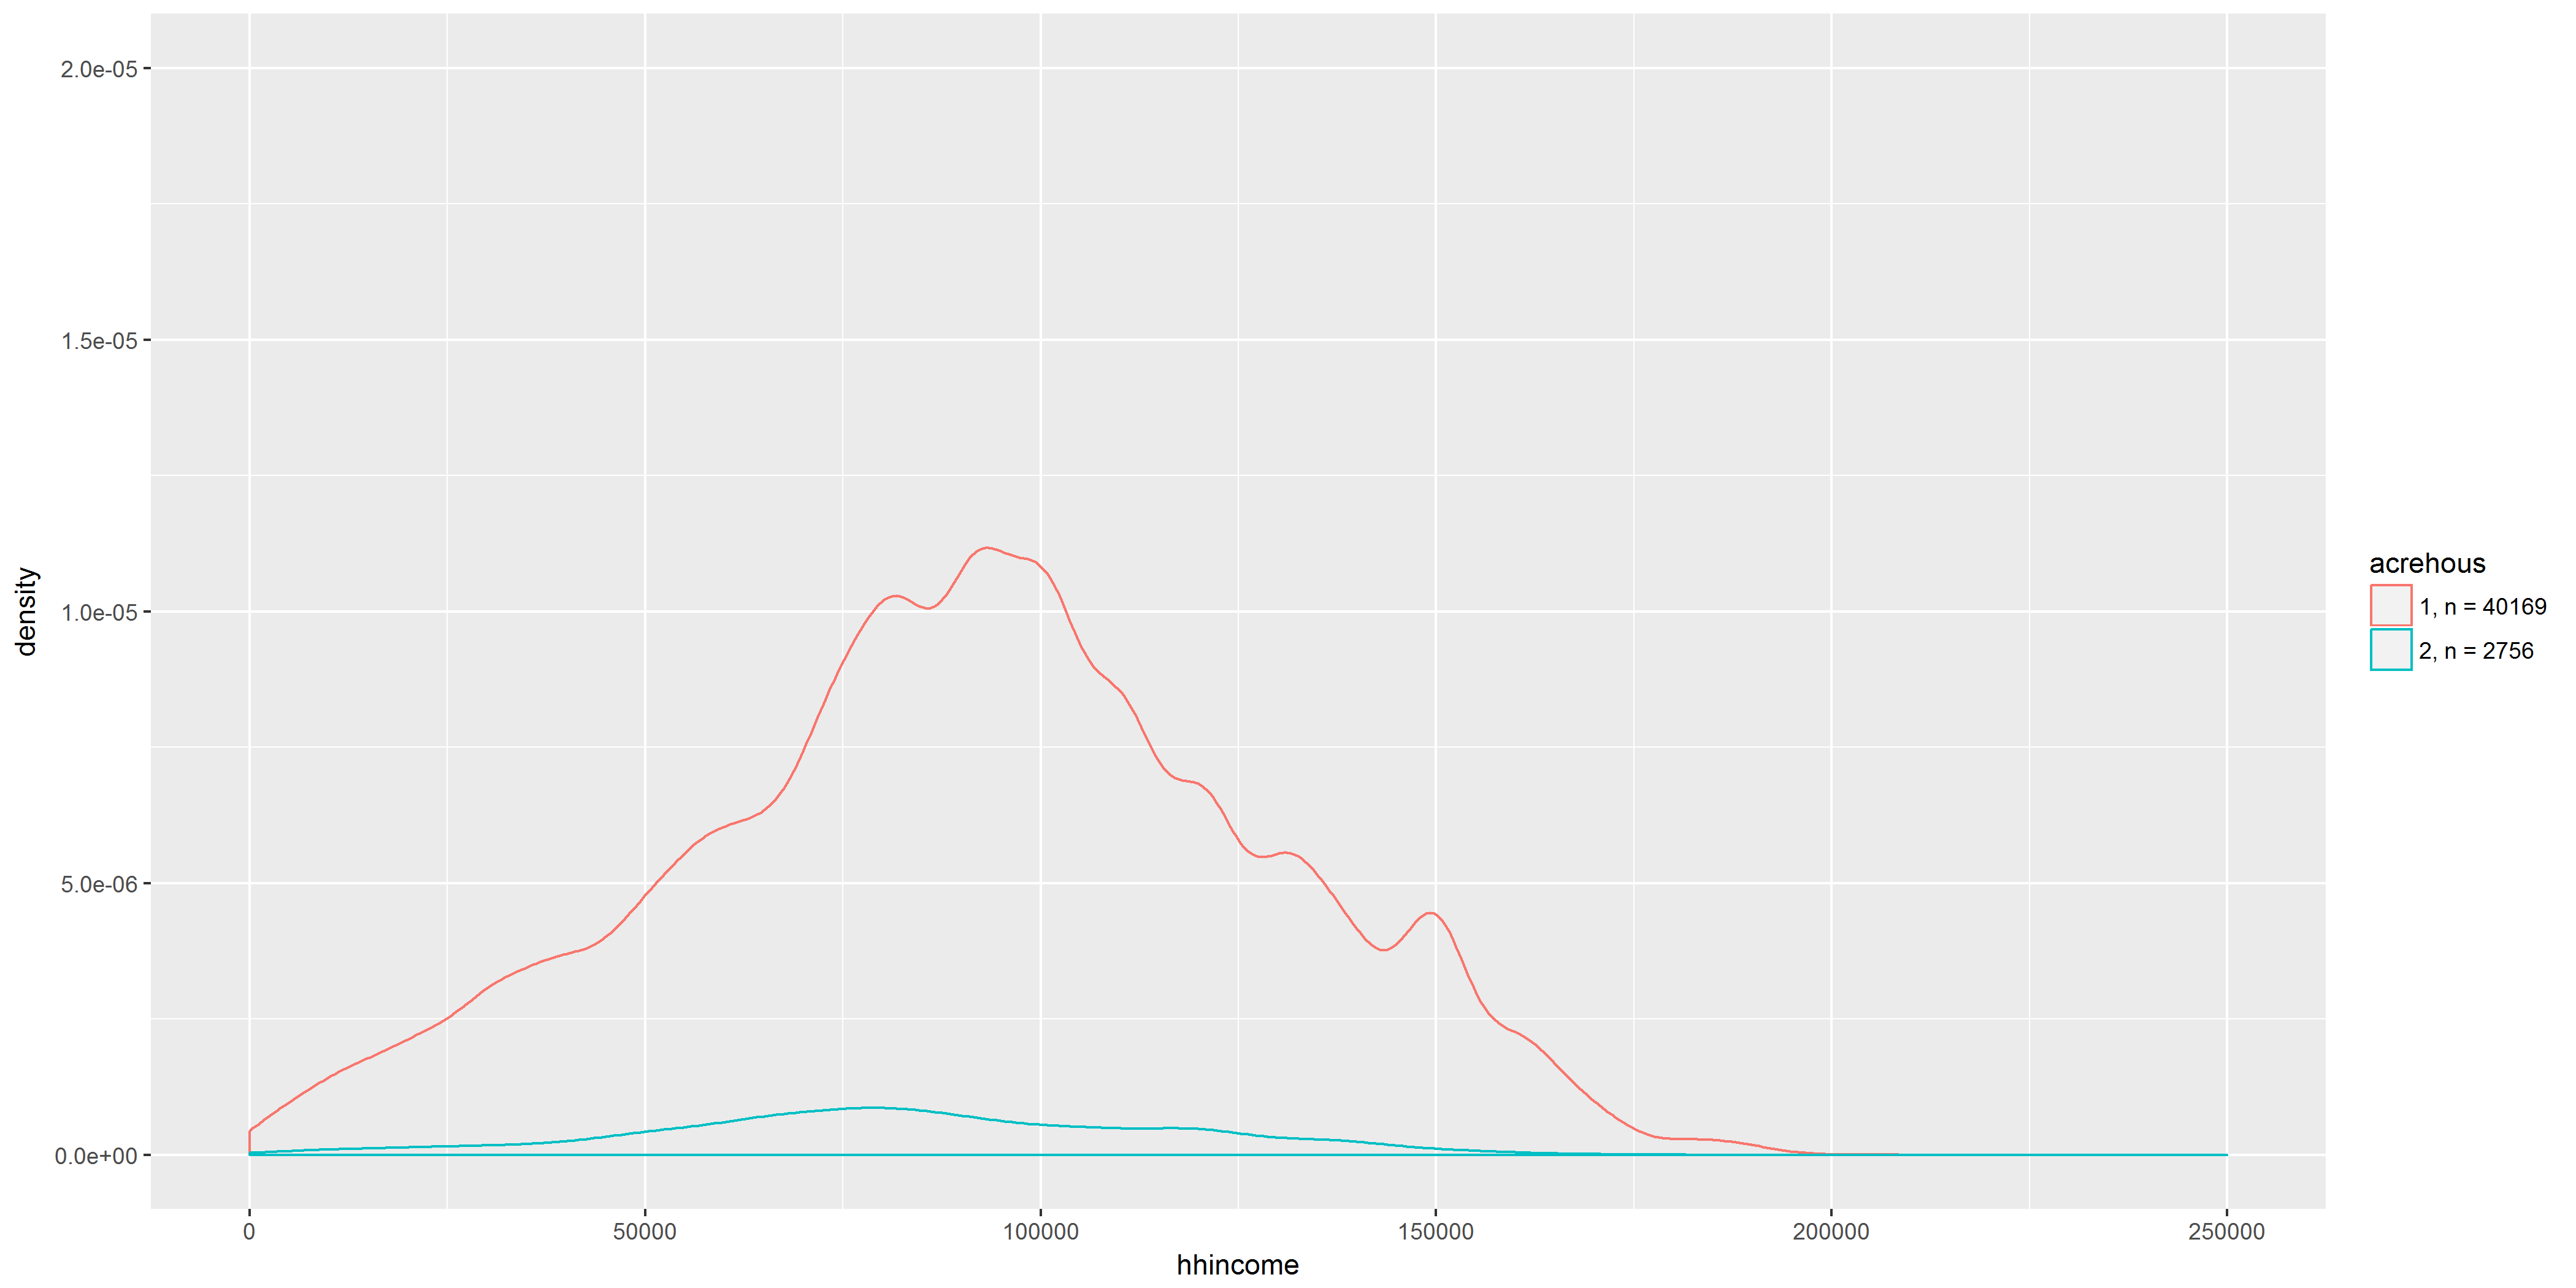 2.0e-05
1.5e-05
1.0e-05
5.0e-06
0.0e+00
density
0 50000 100000 150000 200000 250000
hhincome
acrehous
1, n = 40169
2, n = 2756